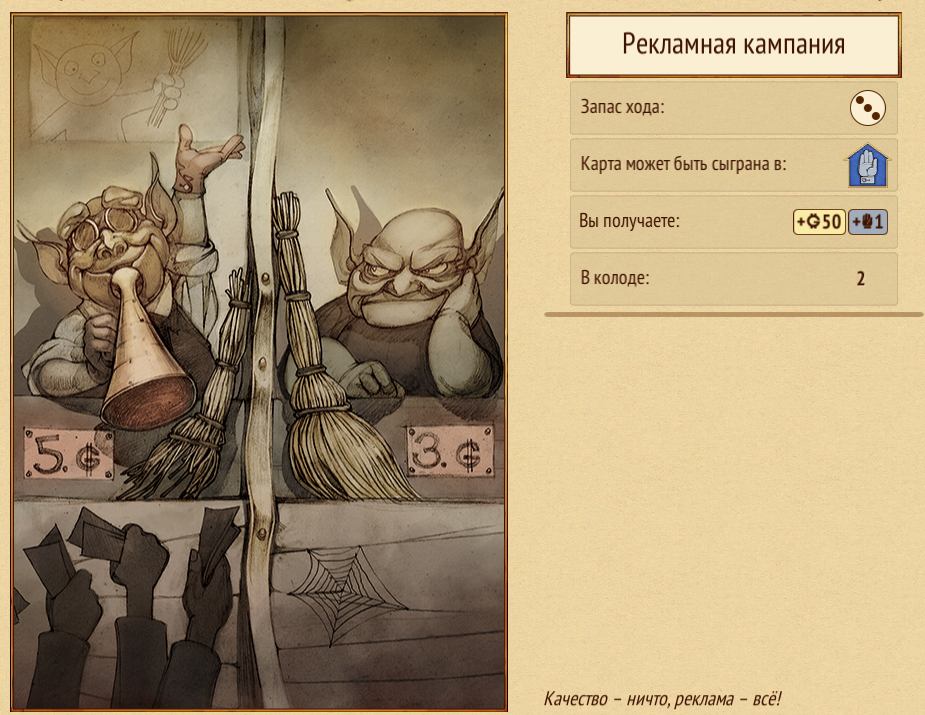 Рекламная кампания
Запас хода:
Карта может быть сыграна в:
Вы получаете:
+50 +1
В колоде:
2
5.
3.
Качество – ничто, реклама – всё!